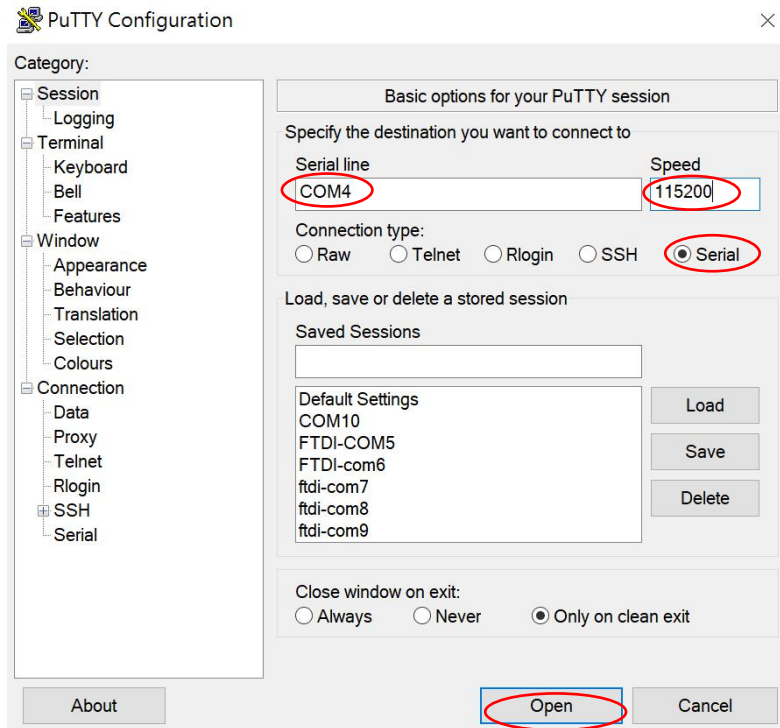 PuTTY Configuration
Category:
Session
Logging
Terminal
Keyboard
Bell
Features
Window
Appearance
Behaviour
Translation
Selection
Colours
Connection
Data
Proxy
Telnet
Rlogin
SSH
Serial
Basic options for your PuTTY session
Specify the destination you want to connect to
Serial line Speed
COM4 115200
Connection type:
Raw Telnet Rlogin SSH Serial
Load, save or delete a stored session
Saved Sessions
Default Settings
COM10
FTDI-COM5
FTDI-com6
ftdi-com7
ftdi-com8
ftdi-com9
Load
Save
Delete
Close window on exit:
Always Never Only on clean exit
About Open Cancel